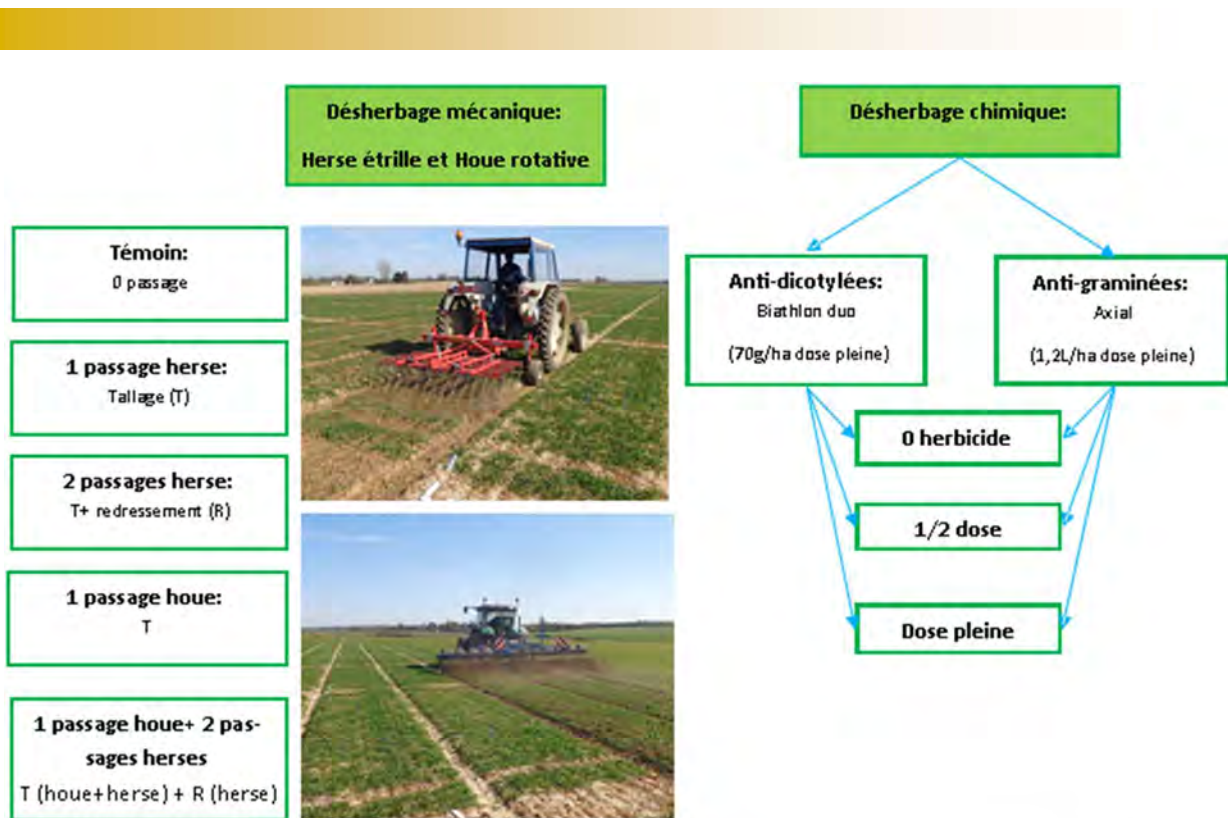 Désherbage mécanique:
Herse étrille et Houe rotative
Témoin:
0 passage
1 passage herse:
Tallage (T)
2 passages herse:
T+ redressement (R)
1 passage houe:
T
1 passage houe+ 2 pas-
sages herses
T (houe+herse) + R (herse)
Désherbage chimique:
Anti-dicotylées:
Biathlon duo
(70g/ha dose pleine)
Anti-graminées:
Axial
(1,2L/ha dose pleine)
0 herbicide
1/2 dose
Dose pleine